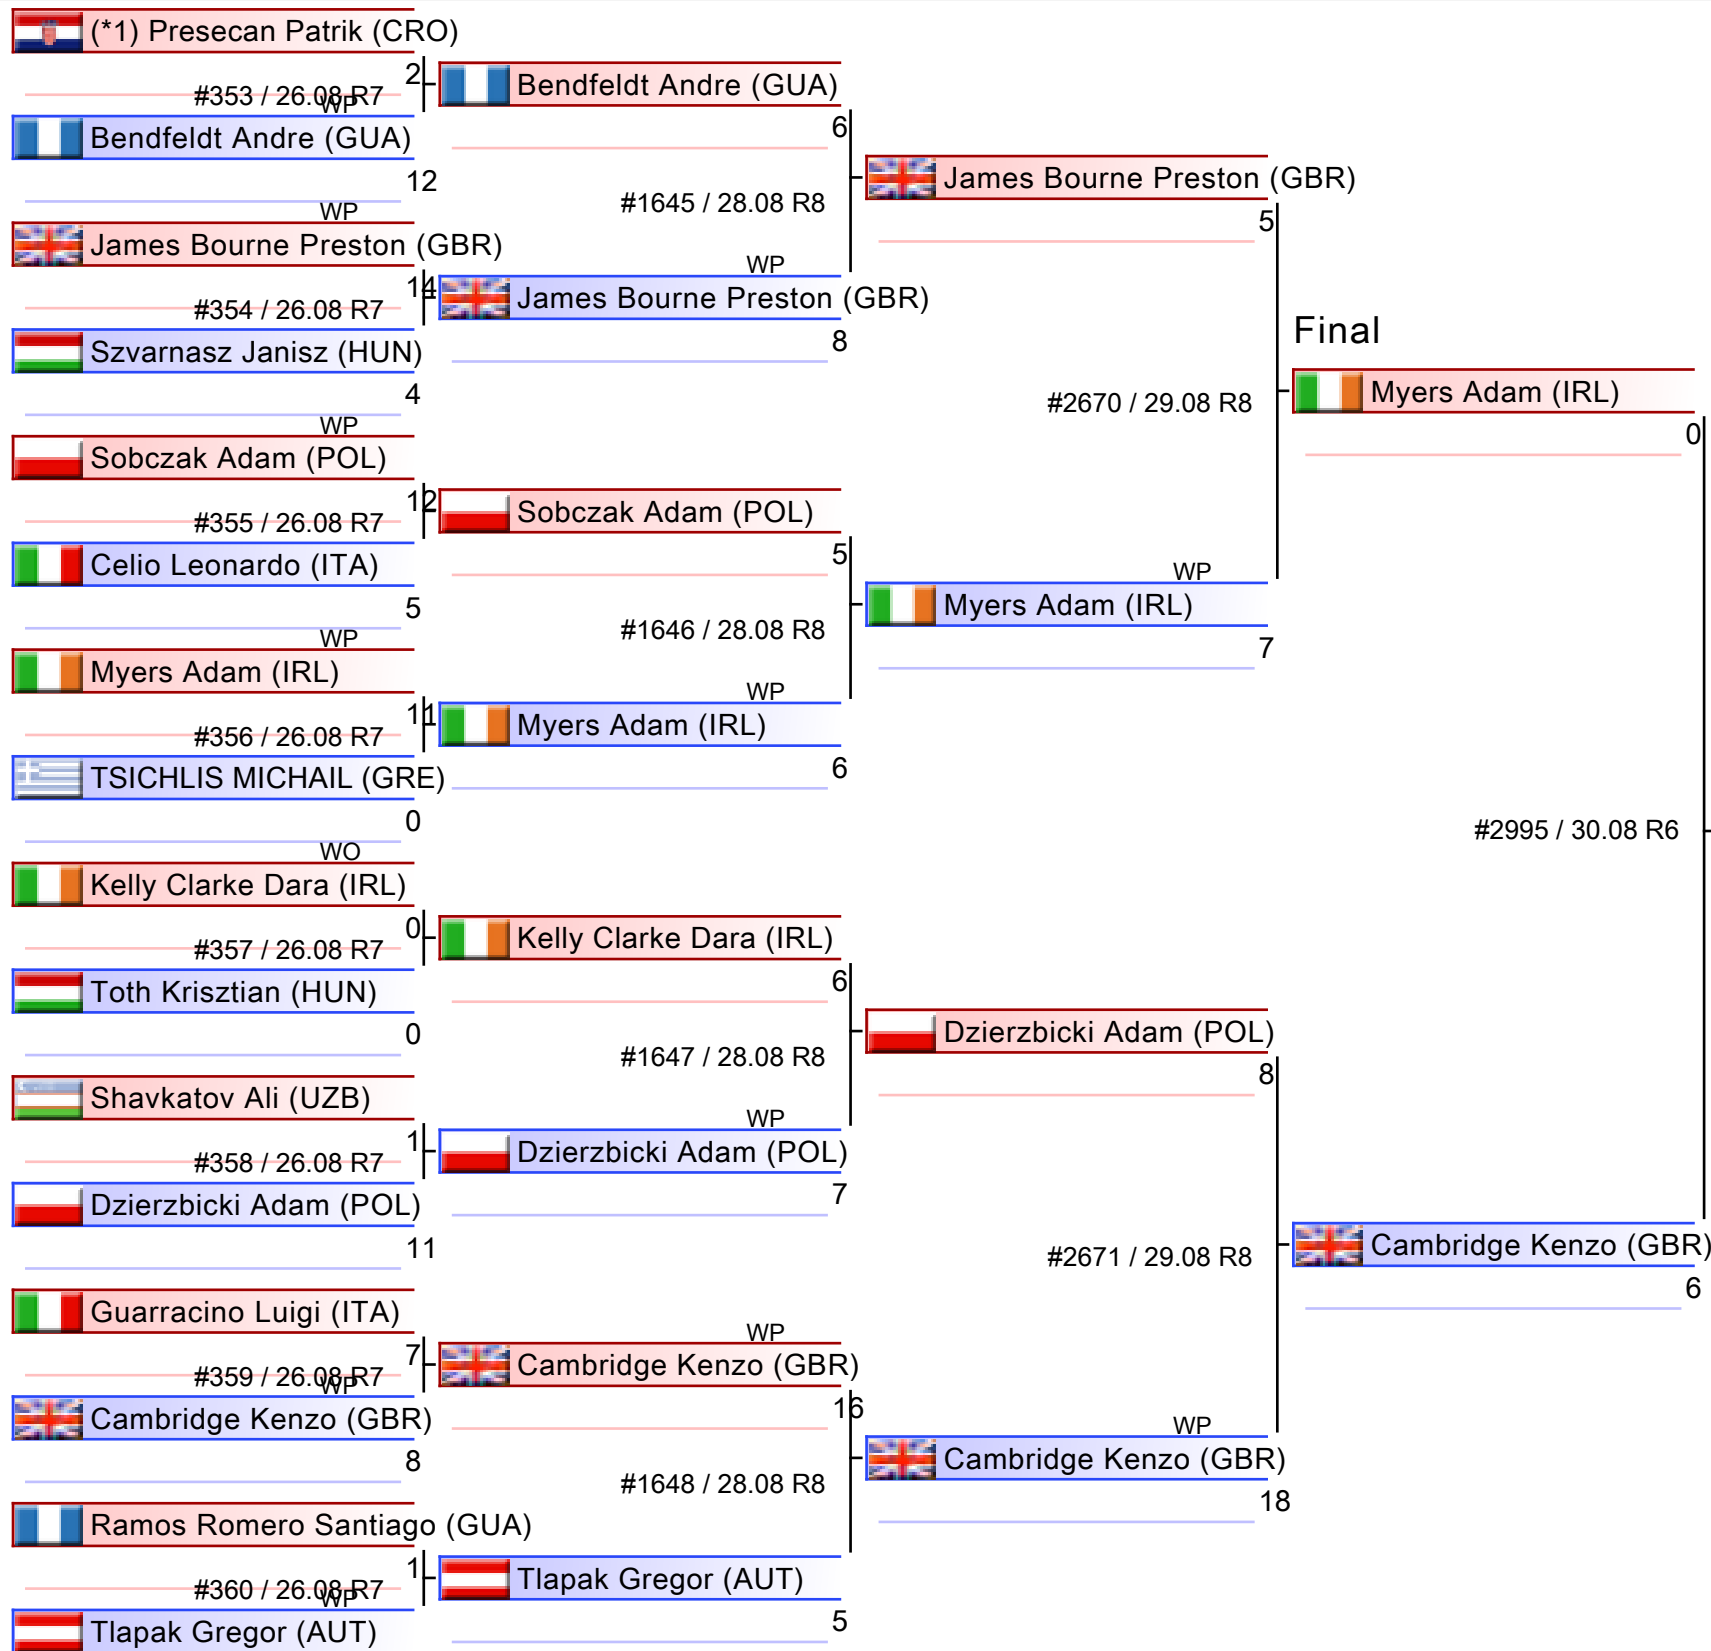 (*1) Presecan Patrik (CRO)
2
#353 / 26.08 R7
WP
Bendfeldt Andre (GUA)
12
WP
James Bourne Preston (GBR)
14
#354 / 26.08 R7
Szvarnasz Janisz (HUN)
4
WP
Sobczak Adam (POL)
12
#355 / 26.08 R7
Celio Leonardo (ITA)
5
WP
Myers Adam (IRL)
11
#356 / 26.08 R7
TSICHLIS MICHAIL (GRE)
0
WO
Kelly Clarke Dara (IRL)
0
#357 / 26.08 R7
Toth Krisztian (HUN)
0
Shavkatov Ali (UZB)
1
#358 / 26.08 R7
Dzierzbicki Adam (POL)
11
Guarracino Luigi (ITA)
7
#359 / 26.08 R7
WP
Cambridge Kenzo (GBR)
8
Ramos Romero Santiago (GUA)
1
#360 / 26.08 R7
WP
Tlapak Gregor (AUT)
Bendfeldt Andre (GUA)
6
#1645 / 28.08 R8
WP
James Bourne Preston (GBR)
8
Sobczak Adam (POL)
5
#1646 / 28.08 R8
WP
Myers Adam (IRL)
6
Kelly Clarke Dara (IRL)
6
#1647 / 28.08 R8
WP
Dzierzbicki Adam (POL)
7
WP
Cambridge Kenzo (GBR)
16
#1648 / 28.08 R8
Tlapak Gregor (AUT)
5
James Bourne Preston (GBR)
5
#2670 / 29.08 R8
WP
Myers Adam (IRL)
7
Dzierzbicki Adam (POL)
8
#2671 / 29.08 R8
WP
Cambridge Kenzo (GBR)
18
Final
Myers Adam (IRL)
0
#2995 / 30.08 R6
Cambridge Kenzo (GBR)
6